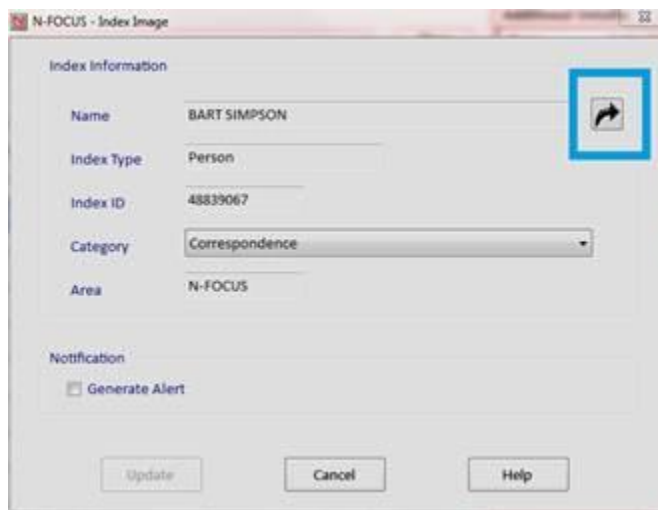 N-FOCUS - Index Image
Index Information
Name BART SIMPSON
Index Type Person
Index ID 48839067
Category Correspondence
Area N-FOCUS
Notification
Generate Alert
Update Cancel Help